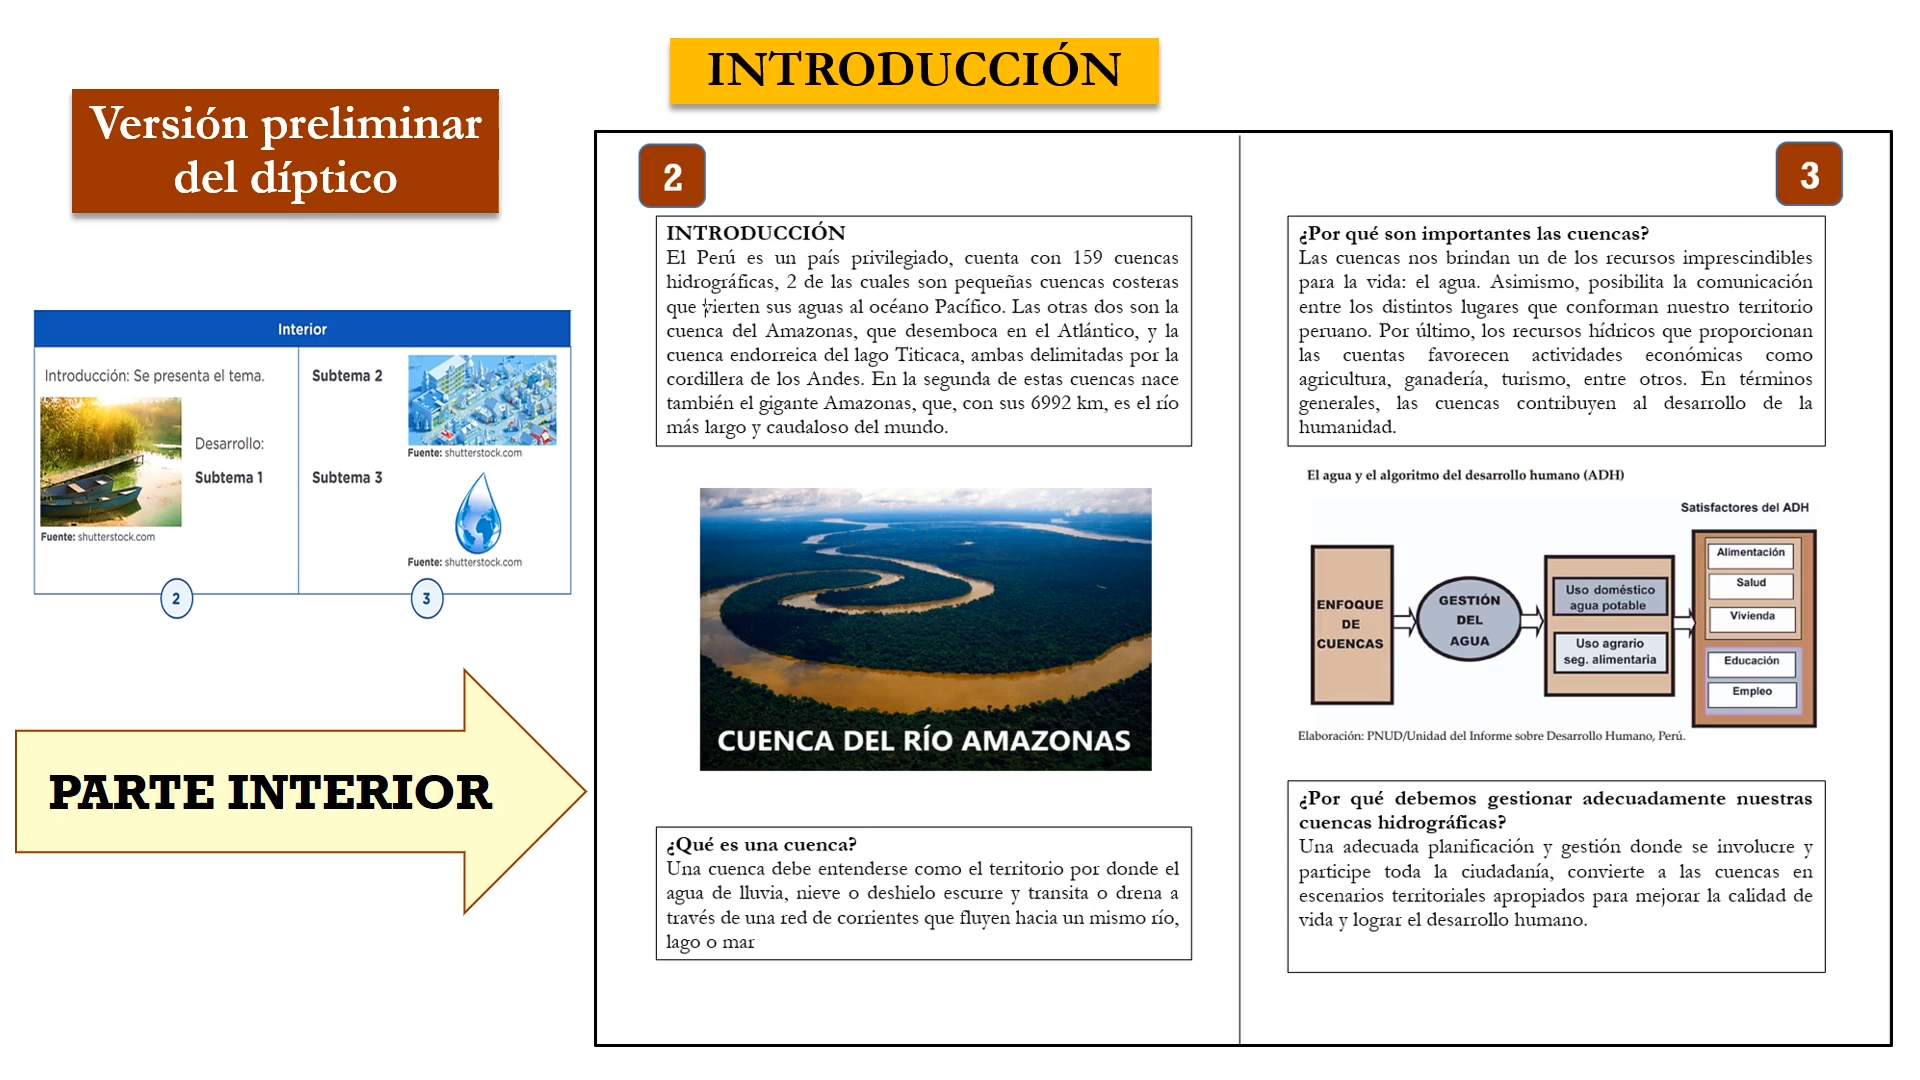 INTRODUCCIÓN
Versión preliminar
del díptico
Interior
Introducción: Se presenta el tema.
Desarrollo:
Subtema 1
Fuente: shutterstock.com
2
Subtema 2
Fuente: shutterstock.com
Subtema 3
Fuente: shutterstock.com
3
PARTE INTERIOR
2
INTRODUCCIÓN
El Perú es un país privilegiado, cuenta con 159 cuencas
hidrográficas, 2 de las cuales son pequeñas cuencas costeras
que vierten sus aguas al océano Pacífico. Las otras dos son la
cuenca del Amazonas, que desemboca en el Atlántico, y la
cuenca endorreica del lago Titicaca, ambas delimitadas por la
cordillera de los Andes. En la segunda de estas cuencas nace
también el gigante Amazonas, que, con sus 6992 km, es el río
más largo y caudaloso del mundo.
CUENCA DEL RÍO AMAZONAS
¿Qué es una cuenca?
Una cuenca debe entenderse como el territorio por donde el
agua de lluvia, nieve o deshielo escurre y transita o drena a
través de una red de corrientes que fluyen hacia un mismo río,
lago o mar
3
¿Por qué son importantes las cuencas?
Las cuencas nos brindan un de los recursos imprescindibles
para la vida: el agua. Asimismo, posibilita la comunicación
entre los distintos lugares que conforman nuestro territorio
peruano. Por último, los recursos hídricos que proporcionan
las cuentas favorecen actividades económicas como
agricultura, ganadería, turismo, entre otros. En términos
generales, las cuencas contribuyen al desarrollo de la
humanidad.
El agua y el algoritmo del desarrollo humano (ADH)
Satisfactores del ADH
ENFOQUE
DE
CUENCAS
GESTIÓN
DEL
AGUA
Uso doméstico
agua potable
Uso agrario
seg. alimentaria
Alimentación
Salud
Vivienda
Educación
Empleo
Elaboración: PNUD/Unidad del Informe sobre Desarrollo Humano, Perú.
¿Por qué debemos gestionar adecuadamente nuestras
cuencas hidrográficas?
Una adecuada planificación y gestión donde se involucre y
participe toda la ciudadanía, convierte a las cuencas en
escenarios territoriales apropiados para mejorar la calidad de
vida y lograr el desarrollo humano.